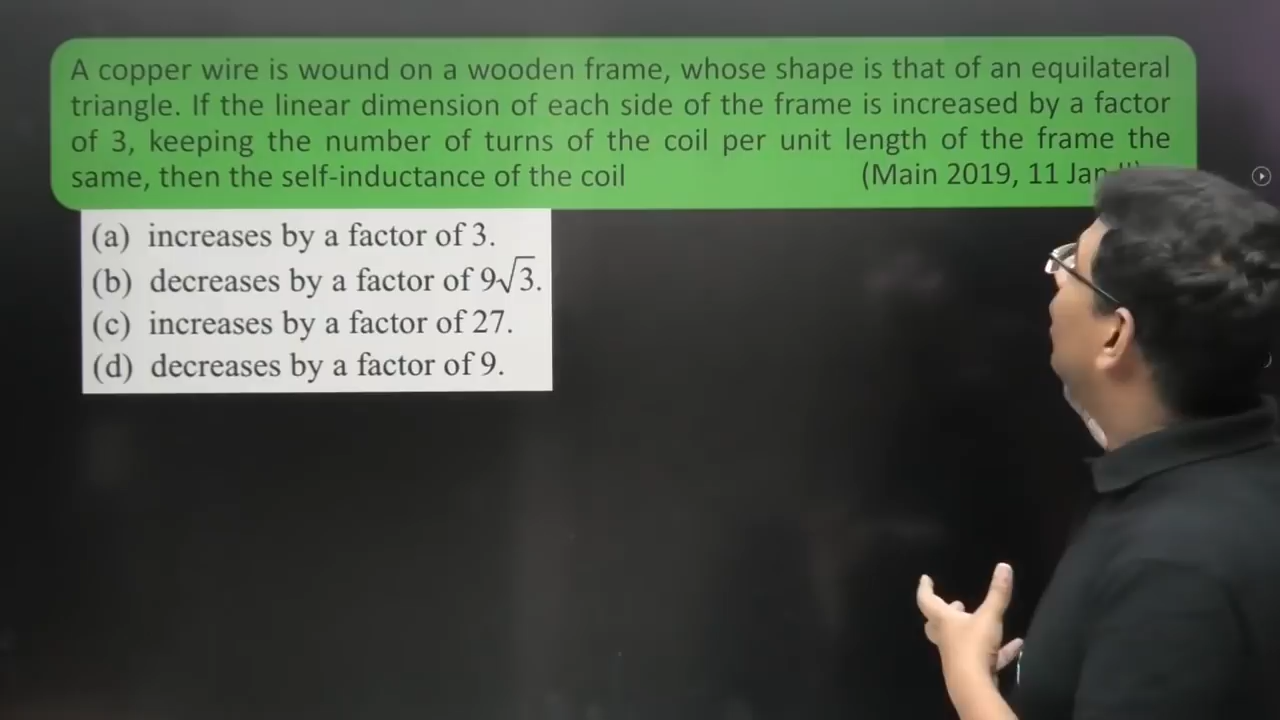 A copper wire is wound on a wooden frame, whose shape is that of an equilateral
triangle. If the linear dimension of each side of the frame is increased by a factor
of 3, keeping the number of turns of the coil per unit length of the frame the
same, then the self-inductance of the coil (Main 2019, 11 Jan
(a) increases by a factor of 3.
(b) decreases by a factor of 9√3.
(c) increases by a factor of 27.
(d) decreases by a factor of 9.